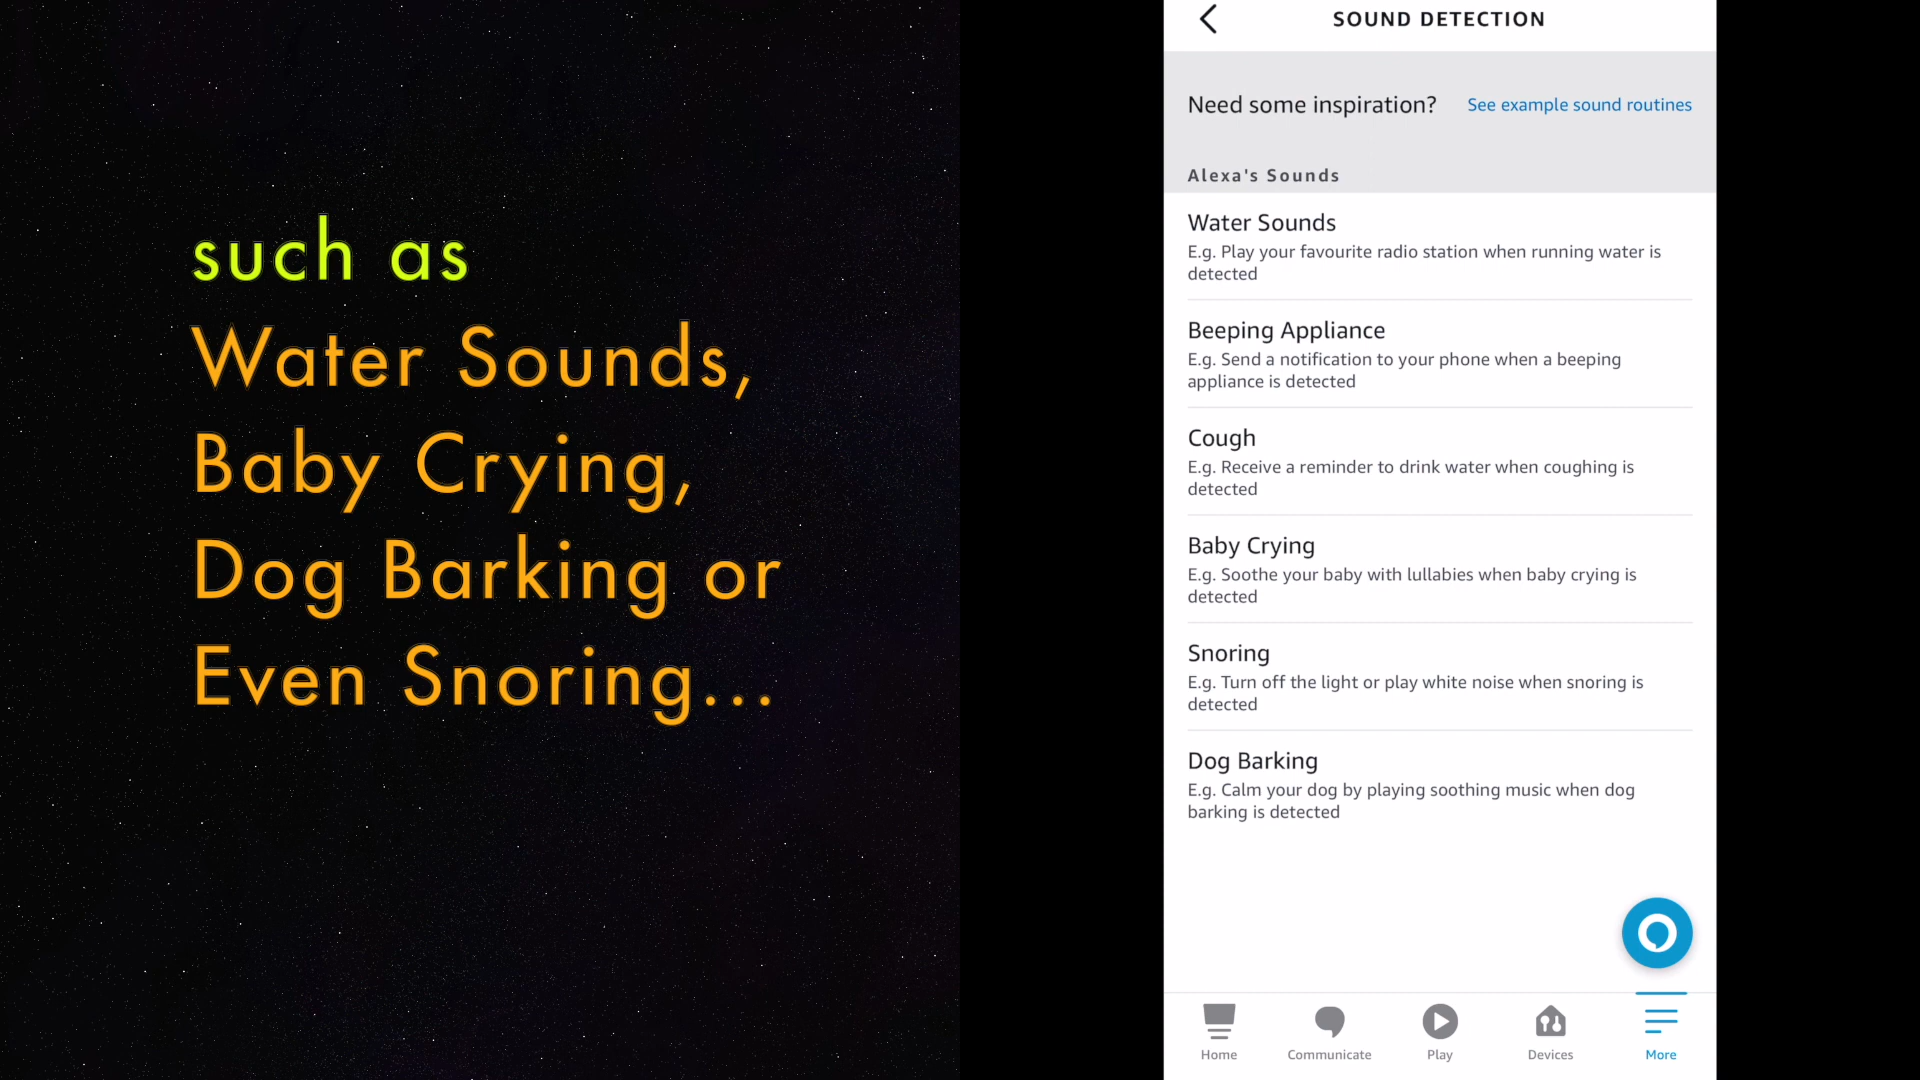 such as
Water Sounds,
Baby Crying,
Dog Barking or
Even Snoring...
SOUND DETECTION
Need some inspiration? See example sound routines
Alexa's Sounds
Water Sounds
E.g. Play your favourite radio station when running water is
detected
Beeping Appliance
E.g. Send a notification to your phone when a beeping
appliance is detected
Cough
E.g. Receive a reminder to drink water when coughing is
detected
Baby Crying
E.g. Soothe your baby with lullabies when baby crying is
detected
Snoring
E.g. Turn off the light or play white noise when snoring is
detected
Dog Barking
E.g. Calm your dog by playing soothing music when dog
barking is detected
Home Communicate Play Devices More